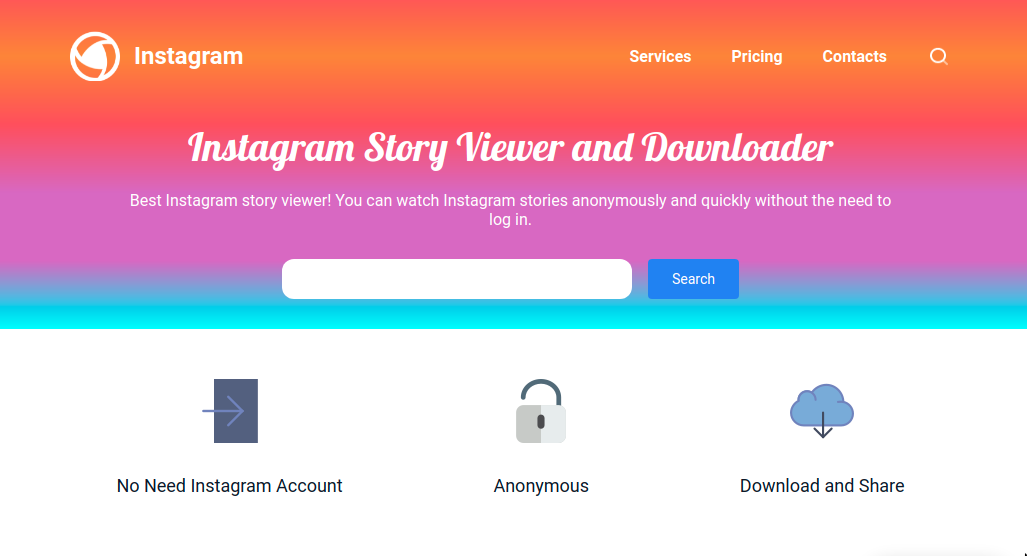 Instagram
Services Pricing Contacts
Instagram Story Viewer and Downloader
Best Instagram story viewer! You can watch Instagram stories anonymously and quickly without the need to
log in.
Search
No Need Instagram Account
Anonymous
Download and Share